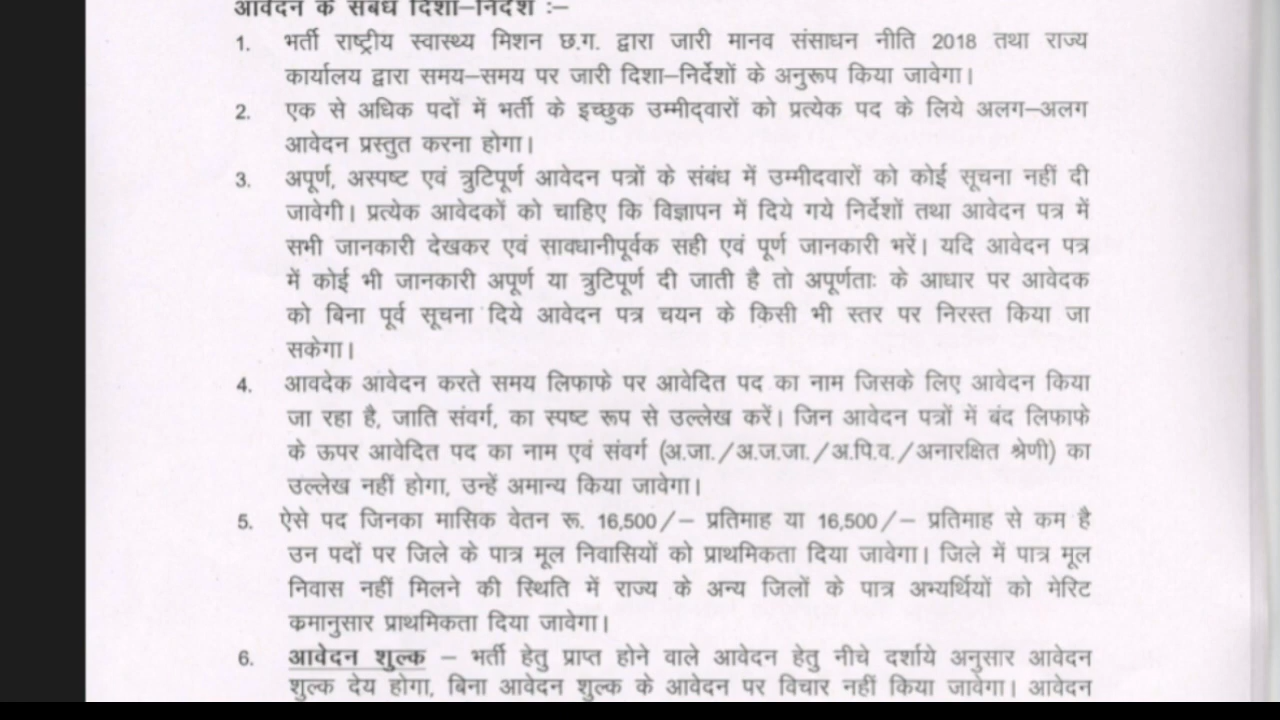 आवेदन के संबंध दिशा–निर्देश :–
1. भर्ती राष्ट्रीय स्वास्थ्य मिशन छ.ग. द्वारा जारी मानव संसाधन नीति 2018 तथा राज्य
कार्यालय द्वारा समय–समय पर जारी दिशा–निर्देशों के अनुरूप किया जावेगा।
2. एक से अधिक पदों में भर्ती के इच्छुक उम्मीद्वारों को प्रत्येक पद के लिये अलग–अलग
आवेदन प्रस्तुत करना होगा।
3. अपूर्ण, अस्पष्ट एवं त्रुटिपूर्ण आवेदन पत्रों के संबंध में उम्मीदवारों को कोई सूचना नहीं दी
जावेगी। प्रत्येक आवेदकों को चाहिए कि विज्ञापन में दिये गये निर्देशों तथा आवेदन पत्र में
सभी जानकारी देखकर एवं सावधानीपूर्वक सही एवं पूर्ण जानकारी भरें। यदि आवेदन पत्र
में कोई भी जानकारी अपूर्ण या त्रुटिपूर्ण दी जाती है तो अपूर्णताः के आधार पर आवेदक
को बिना पूर्व सूचना दिये आवेदन पत्र चयन के किसी भी स्तर पर निरस्त किया जा
सकेगा।
4. आवदेक आवेदन करते समय लिफाफे पर आवेदित पद का नाम जिसके लिए आवेदन किया
जा रहा है, जाति संवर्ग, का स्पष्ट रूप से उल्लेख करें। जिन आवेदन पत्रों में बंद लिफाफे
के ऊपर आवेदित पद का नाम एवं संवर्ग (अ.जा./अ.ज.जा./अ.पि.व./अनारक्षित श्रेणी) का
उल्लेख नहीं होगा, उन्हें अमान्य किया जावेगा।
5. ऐसे पद जिनका मासिक वेतन रू. 16,500/– प्रतिमाह या 16,500/– प्रतिमाह से कम है
उन पदों पर जिले के पात्र मूल निवासियों को प्राथमिकता दिया जावेगा। जिले में पात्र मूल
निवास नहीं मिलने की स्थिति में राज्य के अन्य जिलों के पात्र अभ्यर्थियों को मेरिट
कमानुसार प्राथमिकता दिया जावेगा।
6. आवेदन शुल्क – भर्ती हेतु प्राप्त होने वाले आवेदन हेतु नीचे दर्शाये अनुसार आवेदन
शुल्क देय होगा, बिना आवेदन शुल्क के आवेदन पर विचार नहीं किया जावेगा। आवेदन